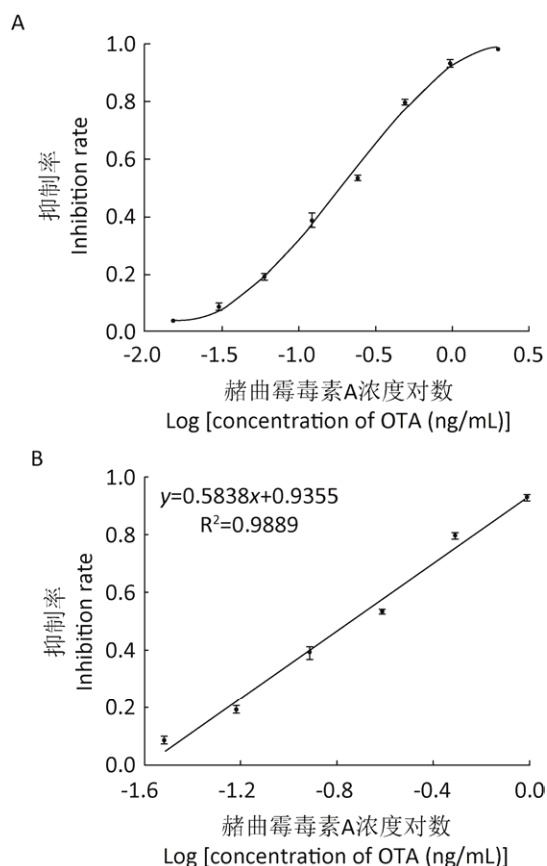 A
1.0
0.8
0.6
0.4
0.2
0.0
抑制率
Inhibition rate
-2.0 -1.5 -1.0 -0.5 0.0 0.5
赭曲霉毒素A浓度对数
Log [concentration of OTA (ng/mL)]
B
y=0.5838x+0.9355
R²=0.9889
1.0
0.8
0.6
0.4
0.2
0.0
抑制率
Inhibition rate
-1.6 -1.2 -0.8 -0.4 0.0
赭曲霉毒素A浓度对数
Log [concentration of OTA (ng/mL)]